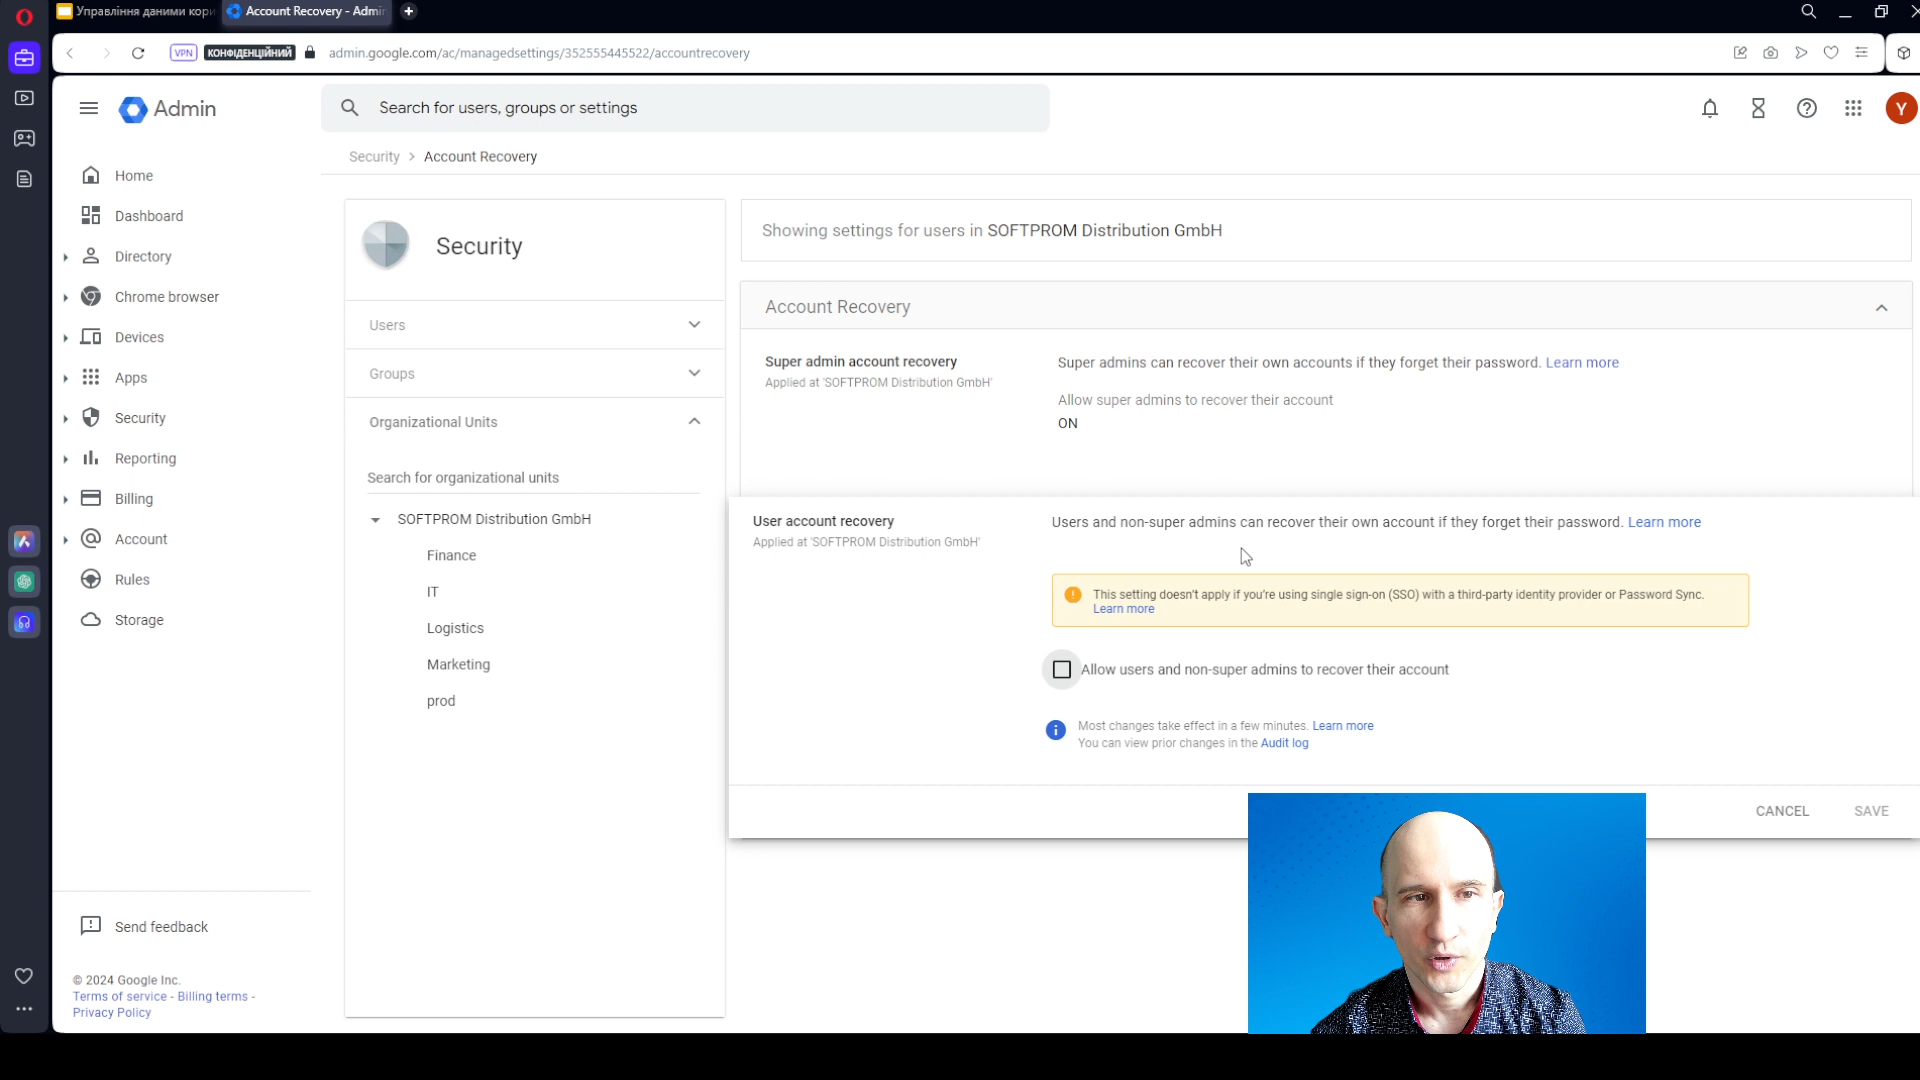 Управління даними кори
Account Recovery - Admi
VPN
КОНФІДЕНЦІЙНИЙ
admin.google.com/ac/managedsettings/352555445522/accountrecovery
Admin
Search for users, groups or settings
Y
Security > Account Recovery
Home
Dashboard
Directory
Chrome browser
Devices
Apps
Security
Reporting
Billing
Account
Rules
Storage
Send feedback
© 2024 Google Inc.
Terms of service - Billing terms -
Privacy Policy
Security
Users
Groups
Organizational Units
Search for organizational units
SOFTPROM Distribution GmbH
Finance
IT
Logistics
Marketing
prod
Showing settings for users in SOFTPROM Distribution GmbH
Account Recovery
Super admin account recovery
Applied at 'SOFTPROM Distribution GmbH'
Super admins can recover their own accounts if they forget their password. Learn more
Allow super admins to recover their account
ON
User account recovery
Applied at 'SOFTPROM Distribution GmbH'
Users and non-super admins can recover their own account if they forget their password. Learn more
This setting doesn't apply if you're using single sign-on (SSO) with a third-party identity provider or Password Sync.
Learn more
Allow users and non-super admins to recover their account
Most changes take effect in a few minutes. Learn more
You can view prior changes in the Audit log
CANCEL
SAVE